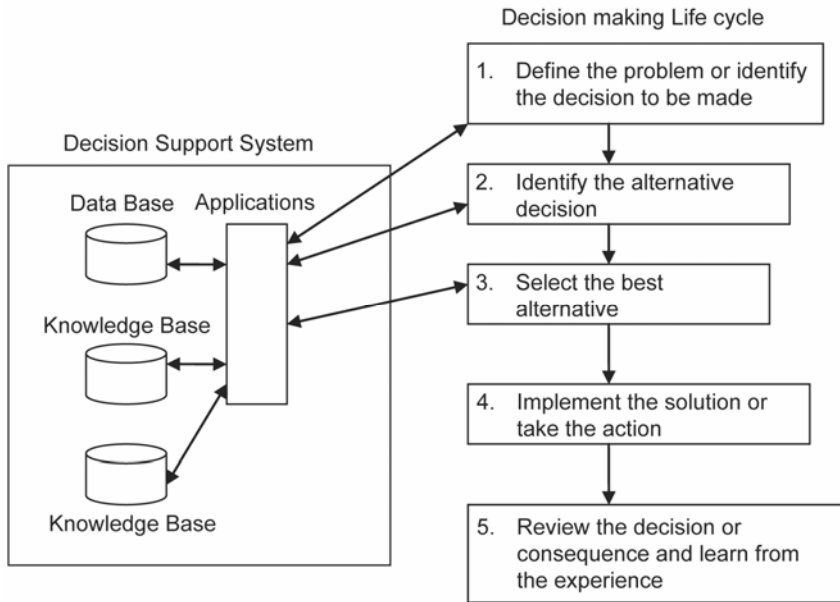 Decision making Life cycle
1. Define the problem or identify
the decision to be made
Decision Support System
2. Identify the alternative
decision
Data Base
Applications
3. Select the best
alternative
Knowledge Base
4. Implement the solution or
take the action
Knowledge Base
5. Review the decision or
consequence and learn from
the experience